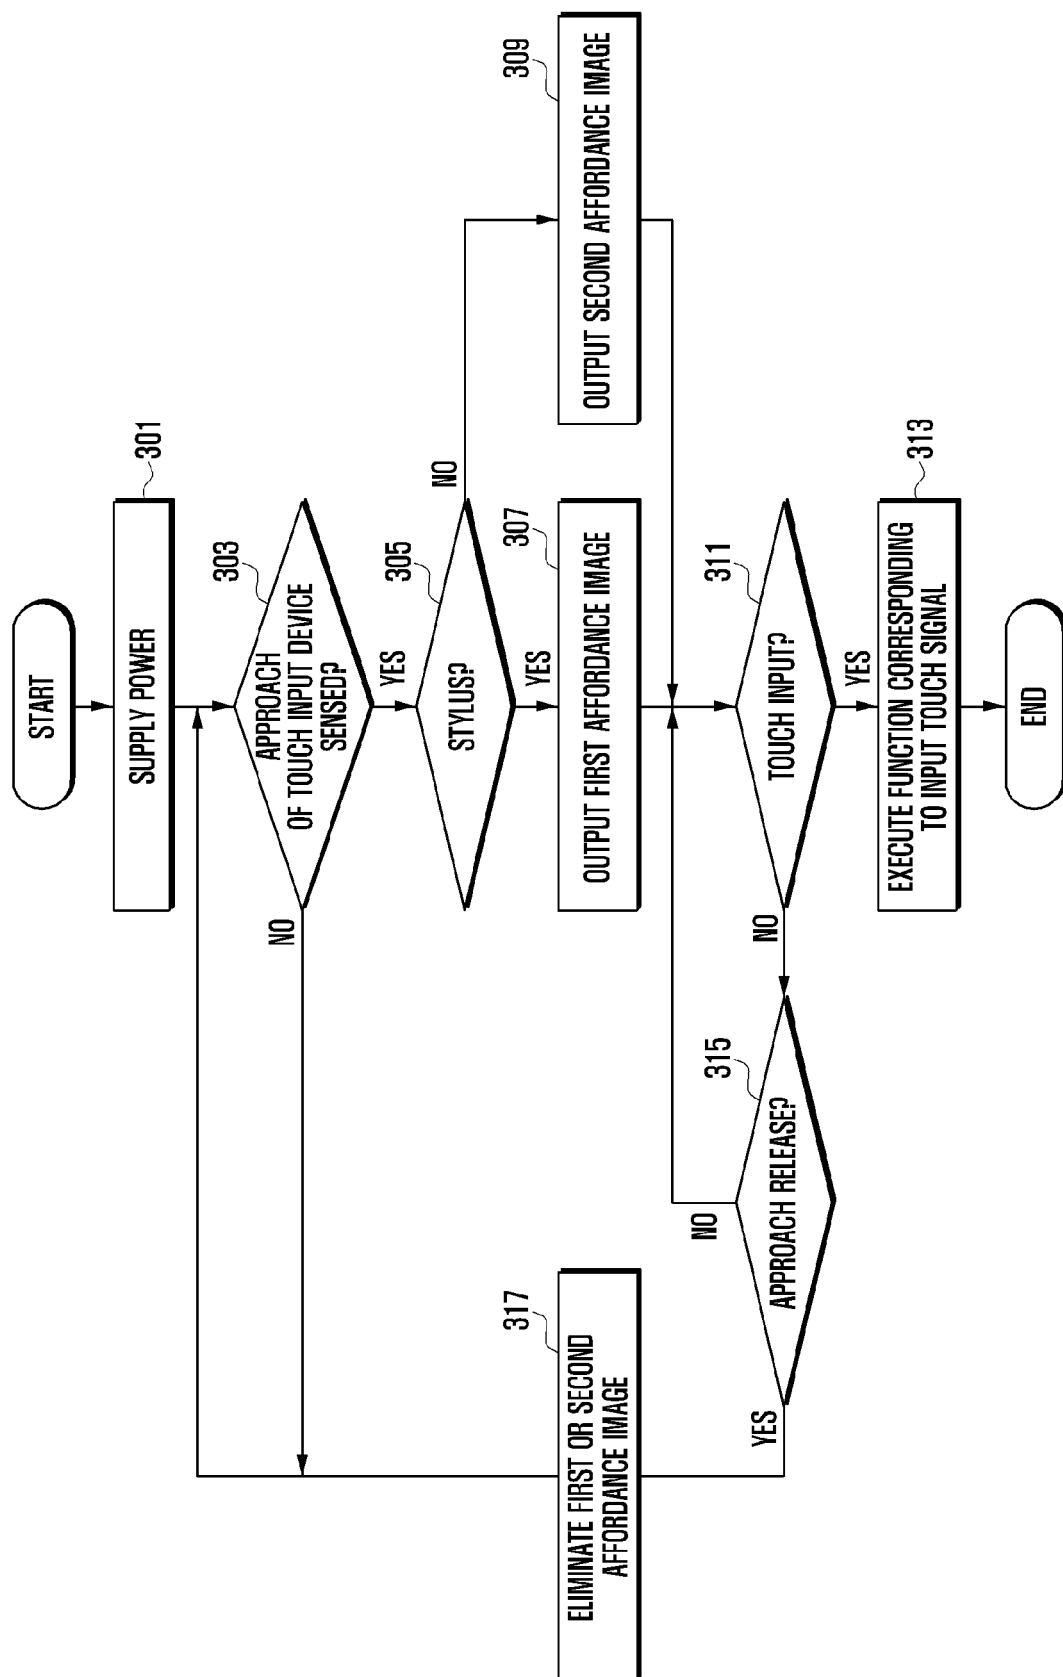 START
SUPPLY POWER
301
APPROACH
OF TOUCH INPUT DEVICE
SENSED?
303
NO
YES
STYLUS?
305
NO
YES
OUTPUT FIRST AFFORDANCE IMAGE
307
OUTPUT SECOND AFFORDANCE IMAGE
309
TOUCH INPUT?
311
NO
YES
EXECUTE FUNCTION CORRESPONDING
TO INPUT TOUCH SIGNAL
313
APPROACH RELEASE?
315
NO
YES
ELIMINATE FIRST OR SECOND
AFFORDANCE IMAGE
317
END